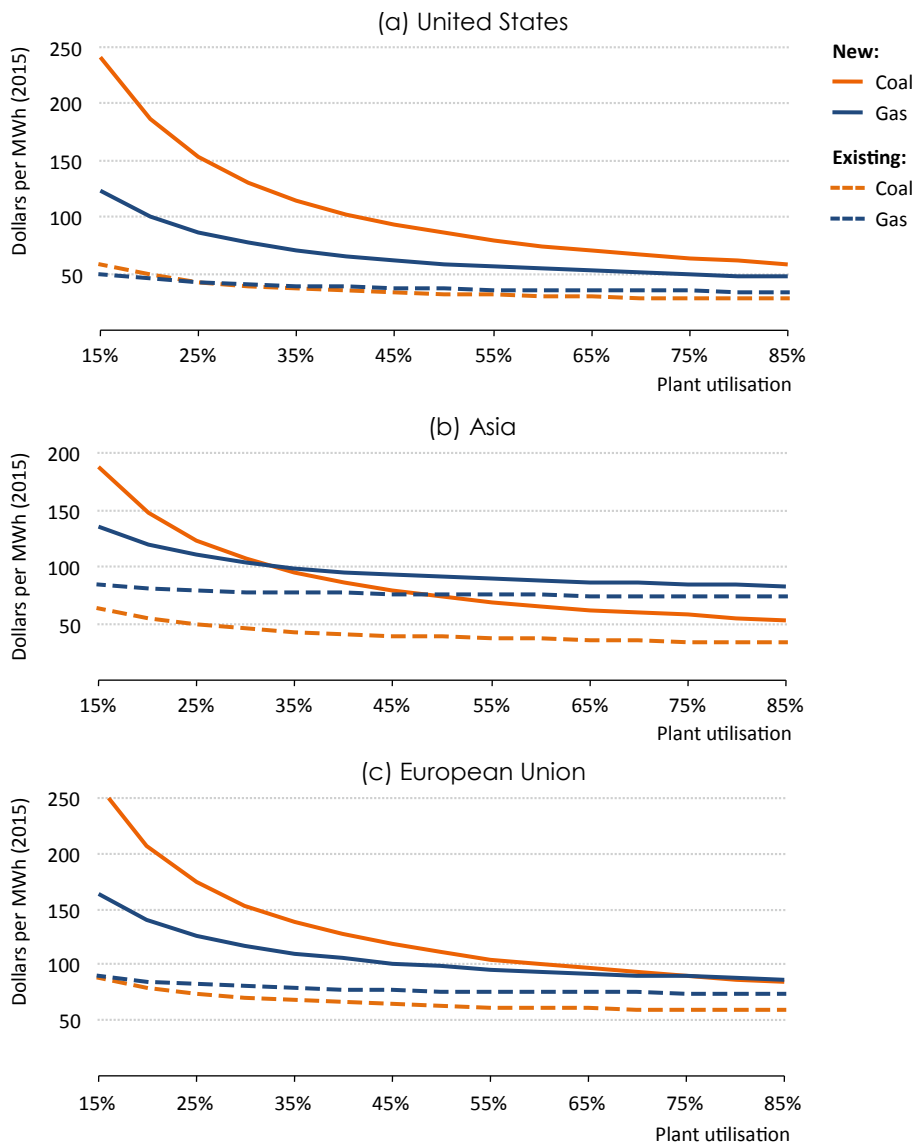 (a) United States
Dollars per MWh (2015)
250
200
150
100
50
15% 25% 35% 45% 55% 65% 75% 85%
Plant utilisation
New:
Coal
Gas
Existing:
Coal
Gas
(b) Asia
Dollars per MWh (2015)
200
150
100
50
15% 25% 35% 45% 55% 65% 75% 85%
Plant utilisation
(c) European Union
Dollars per MWh (2015)
250
200
150
100
50
15% 25% 35% 45% 55% 65% 75% 85%
Plant utilisation